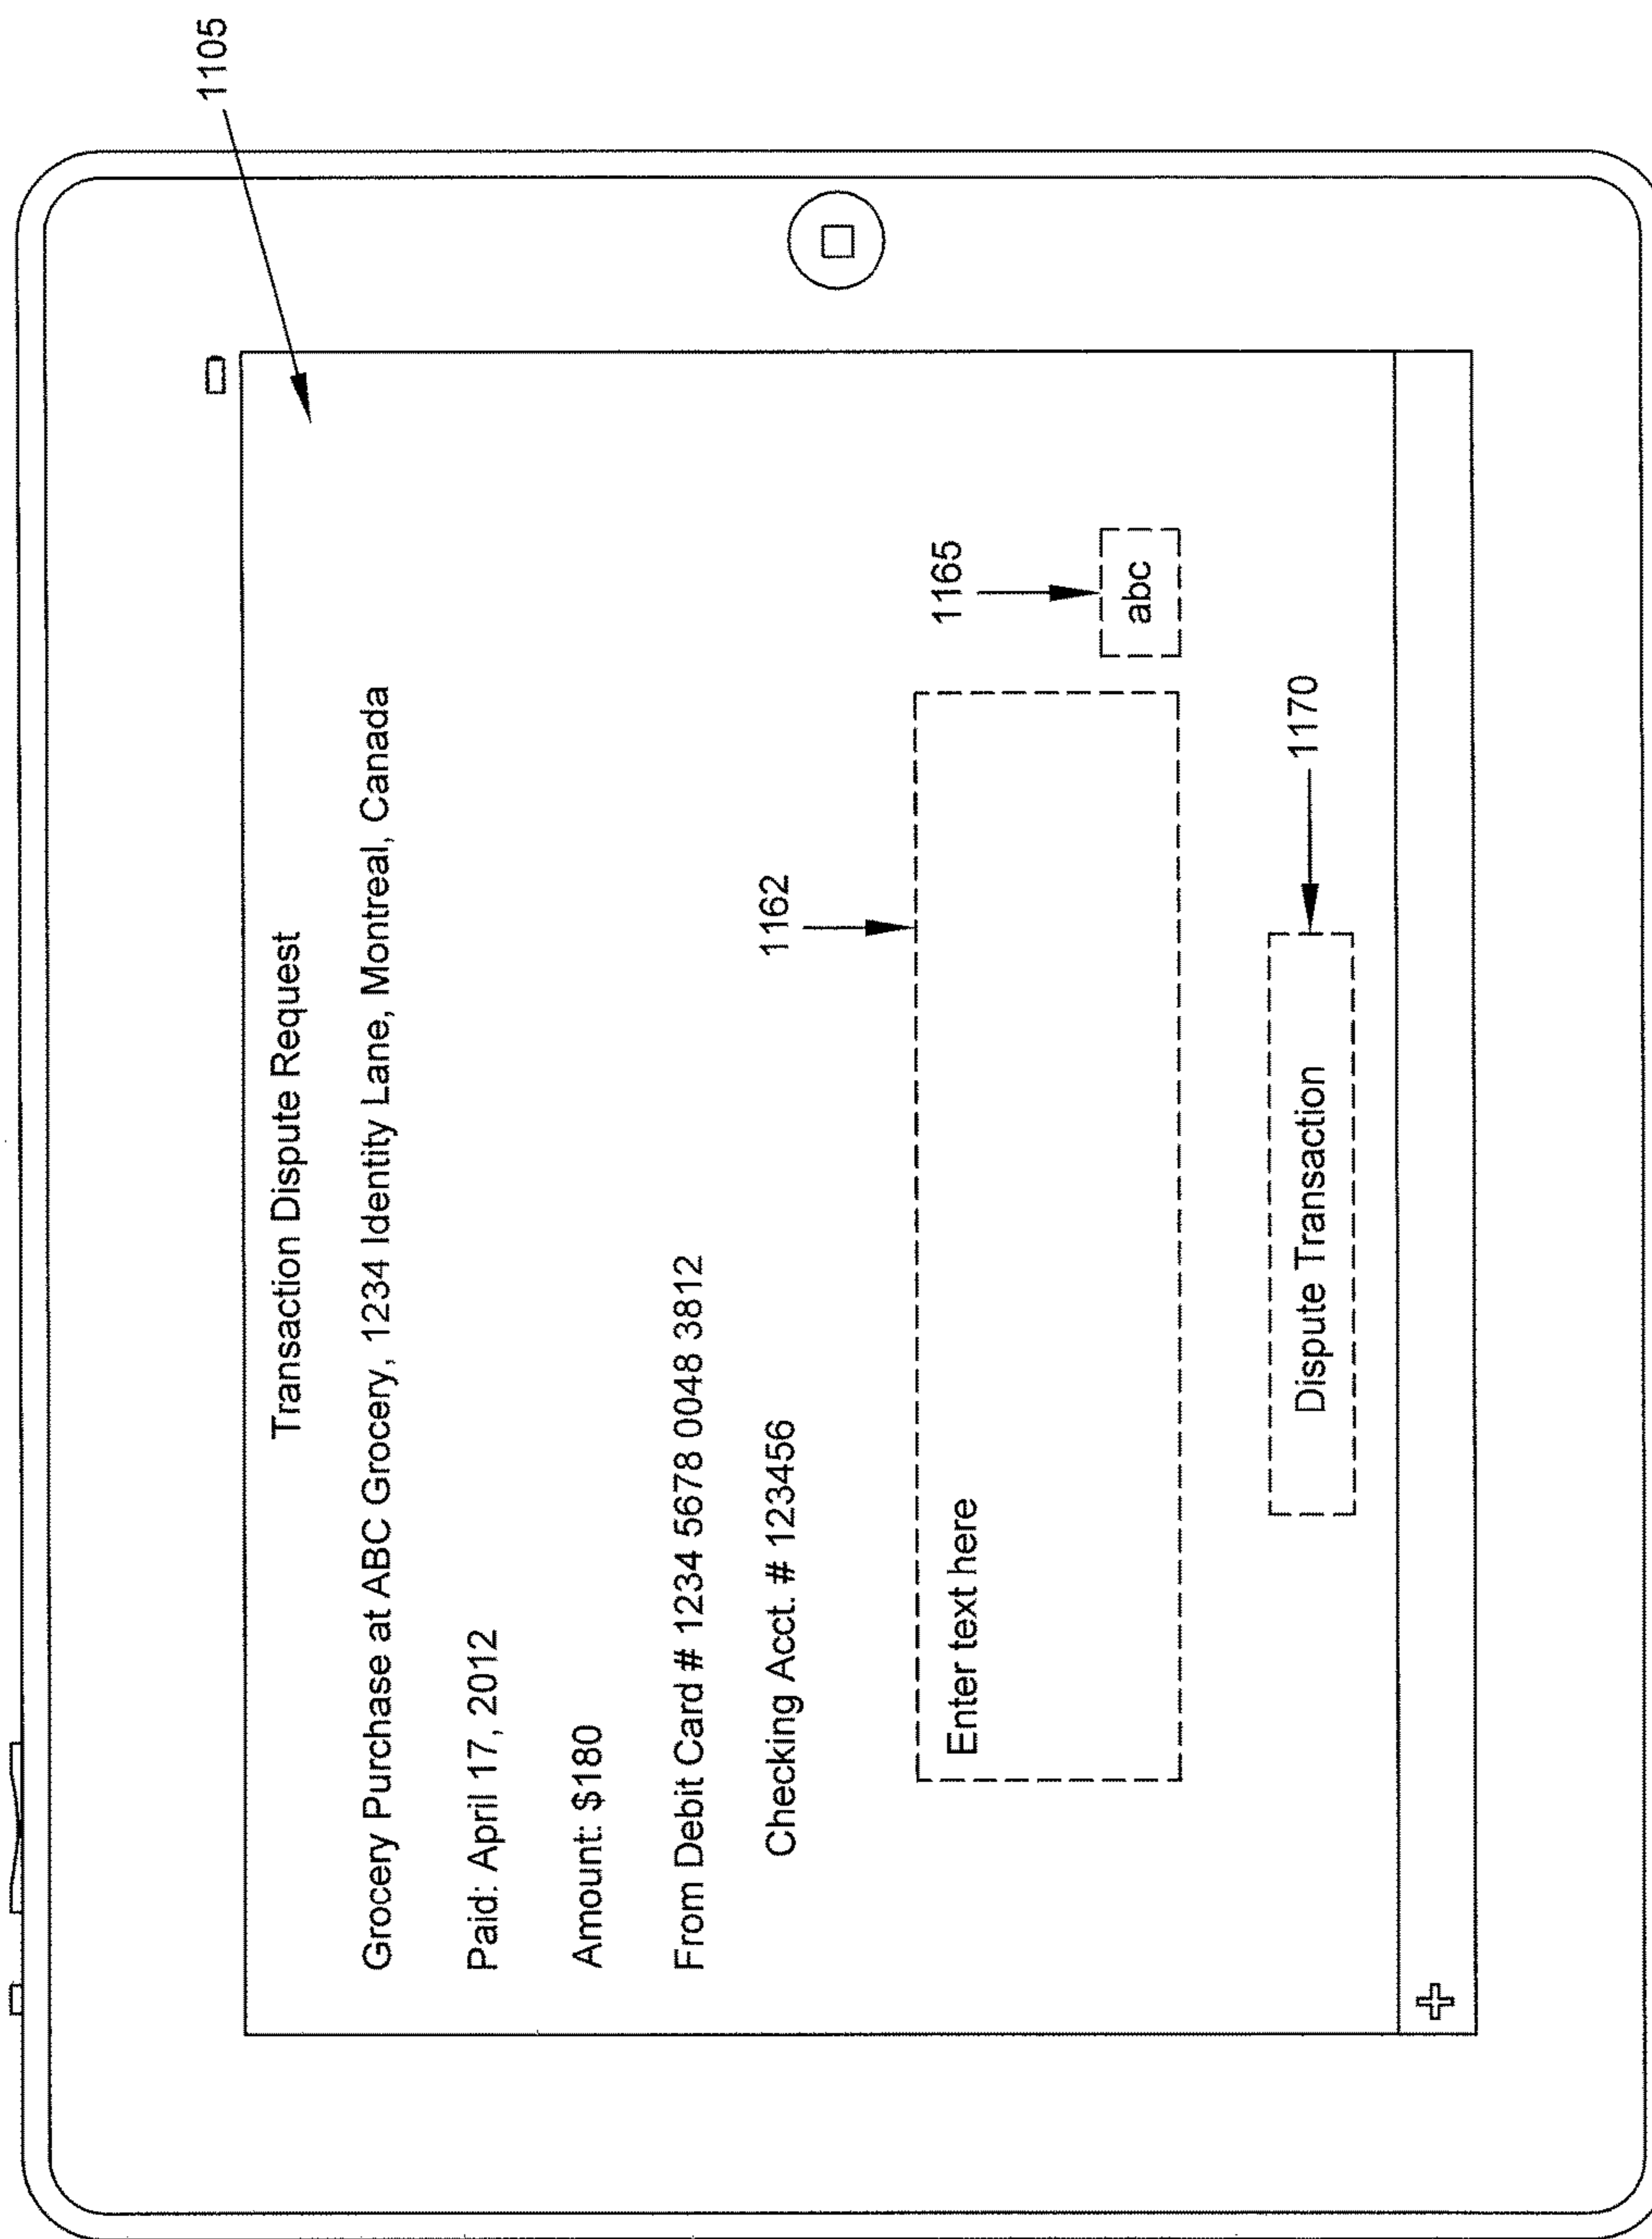 1105
Transaction Dispute Request
Grocery Purchase at ABC Grocery, 1234 Identity Lane, Montreal, Canada
Paid: April 17, 2012
Amount: $180
From Debit Card # 1234 5678 0048 3812
Checking Acct. # 123456
1162
Enter text here
1165
abc
Dispute Transaction
1170